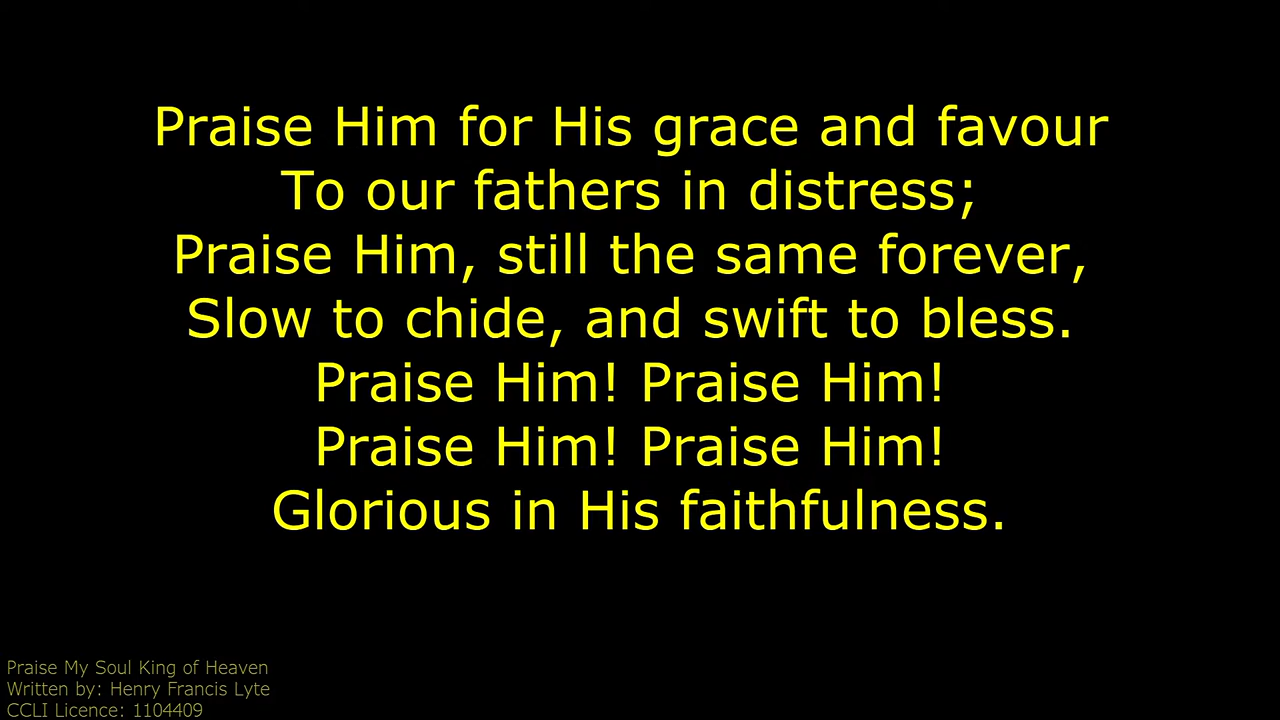 Praise Him for His grace and favour
To our fathers in distress;
Praise Him, still the same forever,
Slow to chide, and swift to bless.
Praise Him! Praise Him!
Praise Him! Praise Him!
Glorious in His faithfulness.
Praise My Soul King of Heaven
Written by: Henry Francis Lyte
CCLI Licence: 1104409